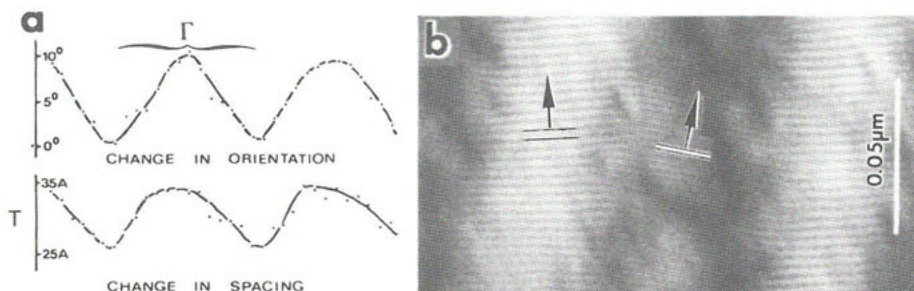 a
Γ
10°
5°
0°
CHANGE IN ORIENTATION
35A
T
25A
CHANGE IN SPACING
b
0.05μm